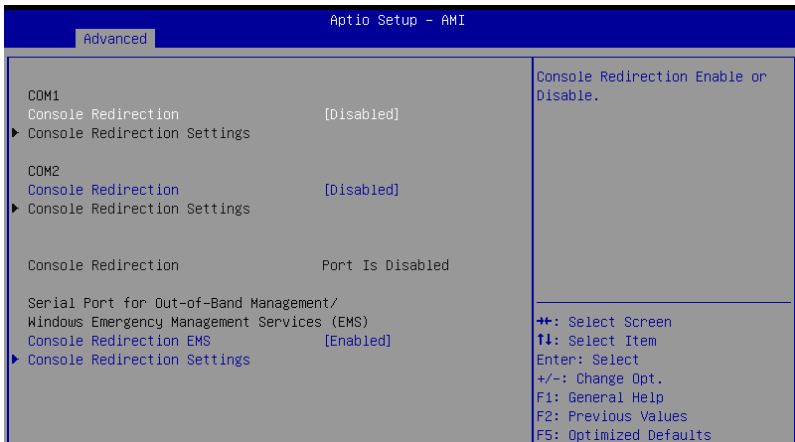 Aptio Setup – AMI
Advanced
COM1
Console Redirection [Disabled]
▶ Console Redirection Settings
COM2
Console Redirection [Disabled]
▶ Console Redirection Settings
Console Redirection Port Is Disabled
Serial Port for Out-of-Band Management/
Windows Emergency Management Services (EMS)
Console Redirection EMS [Enabled]
▶ Console Redirection Settings
Console Redirection Enable or
Disable.
→←: Select Screen
↑↓: Select Item
Enter: Select
+/-: Change Opt.
F1: General Help
F2: Previous Values
F5: Optimized Defaults